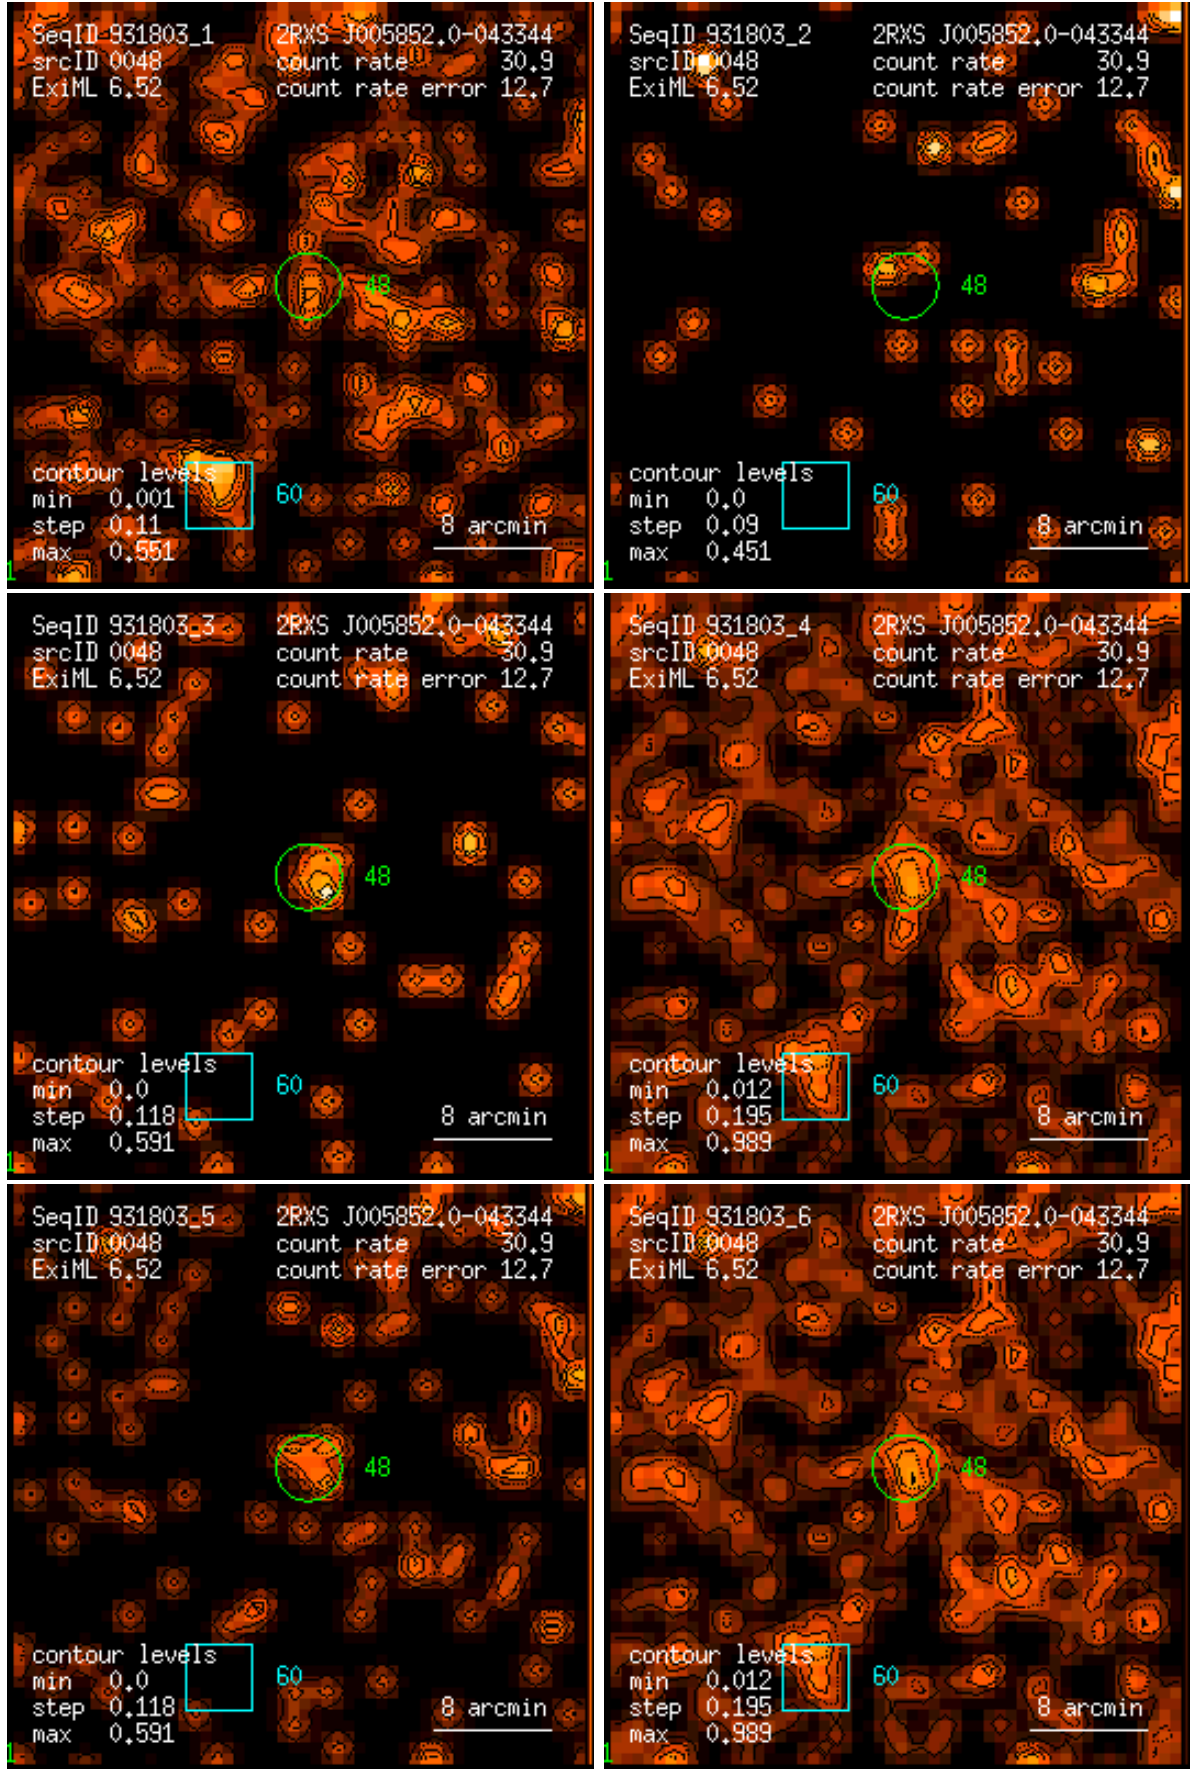 SeqID 931803_1 2RXS J005852.0-043344
srcID 0048 count rate 30.9
ExiML 6.52 count rate error 12.7
48
contour levels
min 0.001 60
step 0.11 8 arcmin
max 0.551
1
SeqID 931803_2 2RXS J005852.0-043344
srcID 0048 count rate 30.9
ExiML 6.52 count rate error 12.7
48
contour levels
min 0.0 60
step 0.09 8 arcmin
max 0.451
1
SeqID 931803_3 2RXS J005852.0-043344
srcID 0048 count rate 30.9
ExiML 6.52 count rate error 12.7
48
contour levels
min 0.0 60
step 0.118 8 arcmin
max 0.591
1
SeqID 931803_4 2RXS J005852.0-043344
srcID 0048 count rate 30.9
ExiML 6.52 count rate error 12.7
48
contour levels
min 0.012 60
step 0.195 8 arcmin
max 0.989
1
SeqID 931803_5 2RXS J005852.0-043344
srcID 0048 count rate 30.9
ExiML 6.52 count rate error 12.7
48
contour levels
min 0.0 60
step 0.118 8 arcmin
max 0.591
1
SeqID 931803_6 2RXS J005852.0-043344
srcID 0048 count rate 30.9
ExiML 6.52 count rate error 12.7
48
contour levels
min 0.012 60
step 0.195 8 arcmin
max 0.989
1